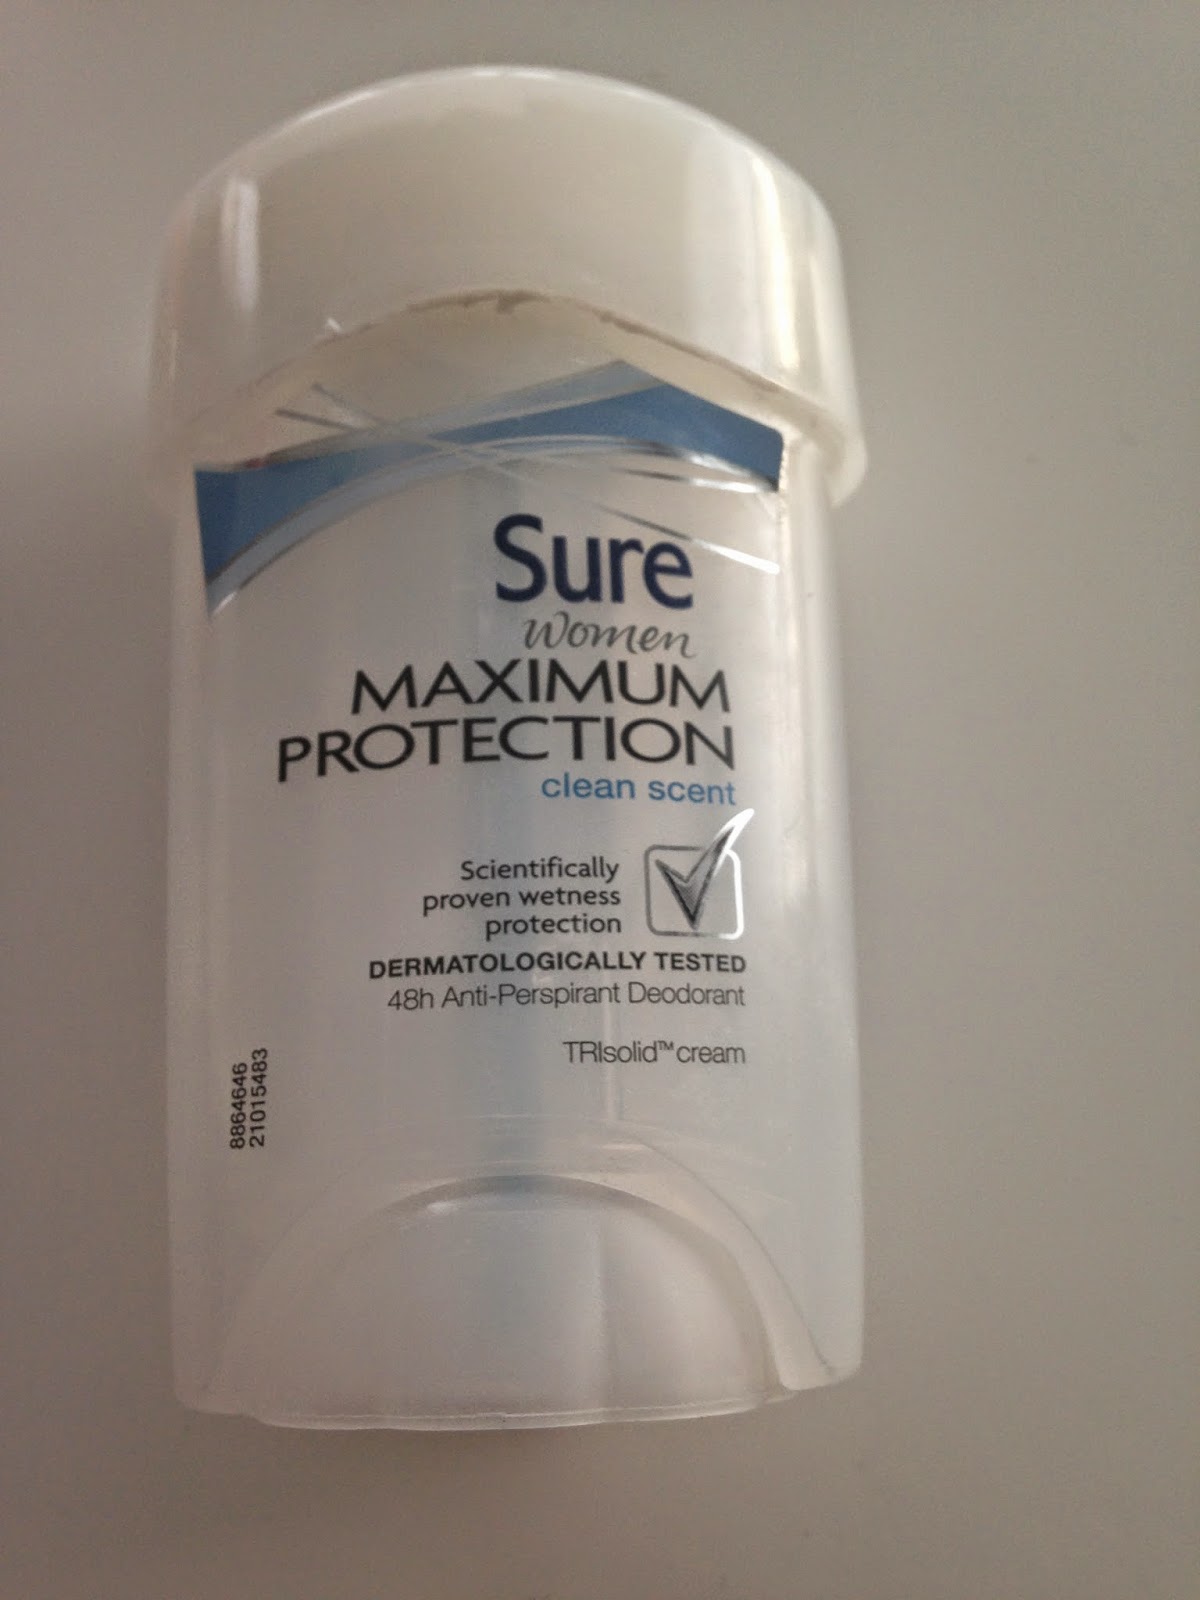 Sure
women
MAXIMUM
PROTECTION
clean scent
Scientifically
proven wetness
protection
DERMATOLOGICALLY TESTED
48h Anti-Perspirant Deodorant
TRIsolid™ cream
8864646
21015483